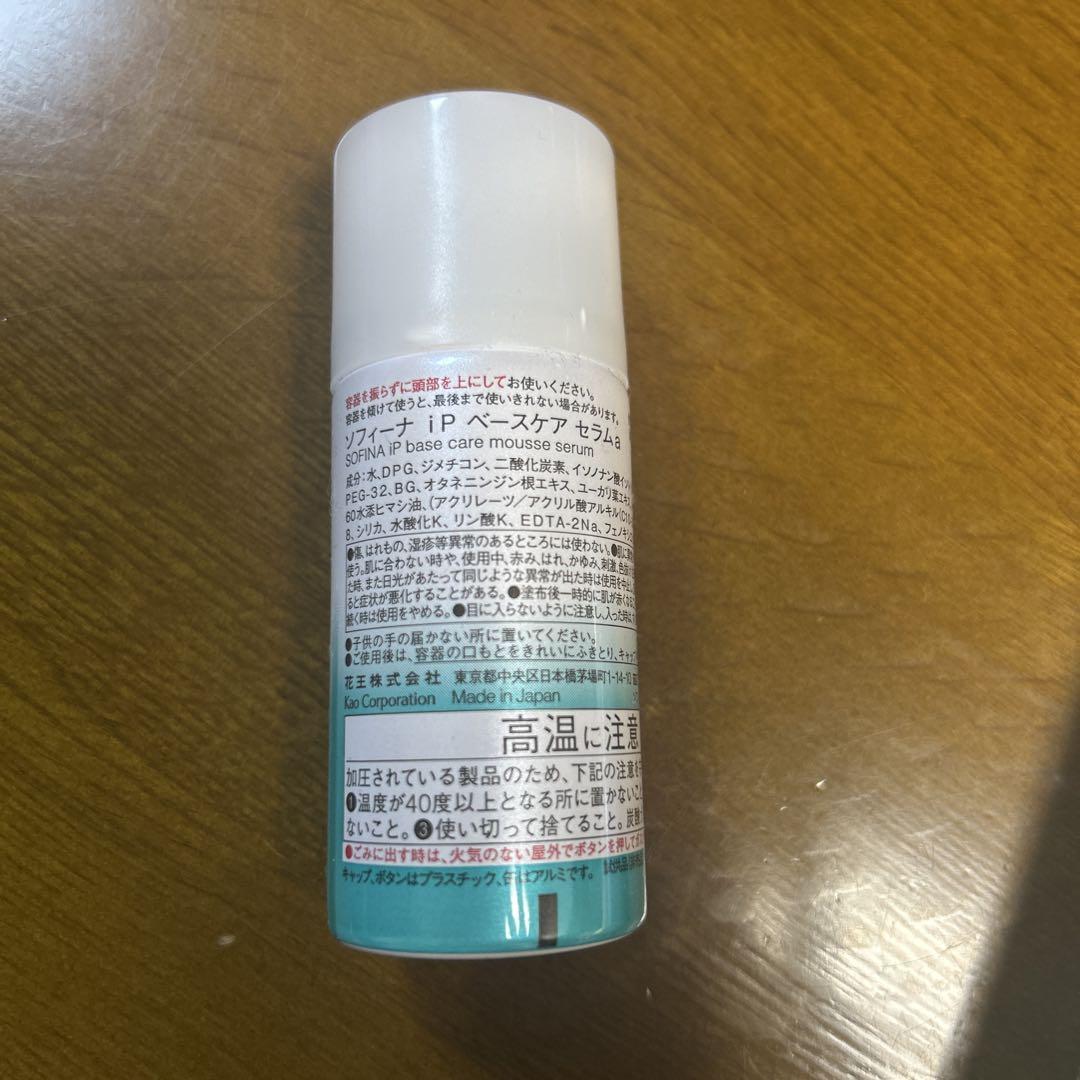 容器を振らずに頭部を上にしてお使いください。
容器を傾けて使うと、最後まで使いきれない場合があります。
ソフィーナ iP ベースケア セラムa
SOFINA iP base care mousse serum
成分:水、DPG、ジメチコン、二酸化炭素、イソノナン酸イソ
PEG-32、BG、オタネニンジン根エキス、ユーカリ葉エキス
60水添ヒマシ油、(アクリレーツ/アクリル酸アルキル(C10-
8、シリカ、水酸化K、リン酸K、EDTA-2Na、フェノキシ
●傷、はれもの、湿疹等異常のあるところには使わない。●肌に
使う。肌に合わない時や、使用中、赤み、はれ、かゆみ、刺激、色抜け
た時、また日光があたって同じような異常が出た時は使用を中止
ると症状が悪化することがある。●塗布後一時的に肌が赤くなる
続く時は使用をやめる。●目に入らないように注意し、入った時は
●子供の手の届かない所に置いてください。
●ご使用後は、容器の口もとをきれいにふきとり、キャップ
花王株式会社 東京都中央区日本橋茅場町1-14-10
Kao Corporation Made in Japan
高温に注意
加圧されている製品のため、下記の注意を
❶温度が40度以上となる所に置かないこと
ないこと。❸使い切って捨てること。炭酸
●ごみに出す時は、火気のない屋外でボタンを押して
キャップ、ボタンはプラスチック、缶はアルミです。